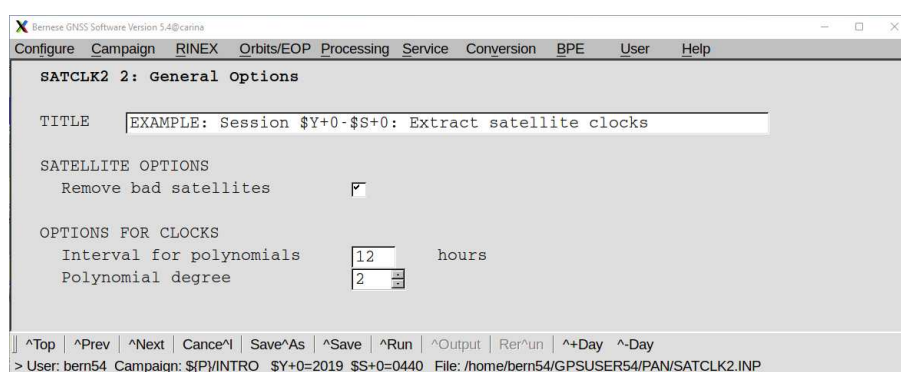 Bernese GNSS Software Version 5.4@carina
Configure Campaign RINEX Orbits/EOP Processing Service Conversion BPE User Help
SATCLK2 2: General Options
TITLE EXAMPLE: Session $Y+0-$S+0: Extract satellite clocks
SATELLITE OPTIONS
Remove bad satellites
OPTIONS FOR CLOCKS
Interval for polynomials 12 hours
Polynomial degree 2
^Top | ^Prev | ^Next | Cance^l | Save^As | ^Save | ^Run | ^Output | Rer^un | ^+Day ^-Day
> User: bern54 Campaign: ${P}/INTRO $Y+0=2019 $S+0=0440 File: /home/bern54/GPSUSER54/PAN/SATCLK2.INP